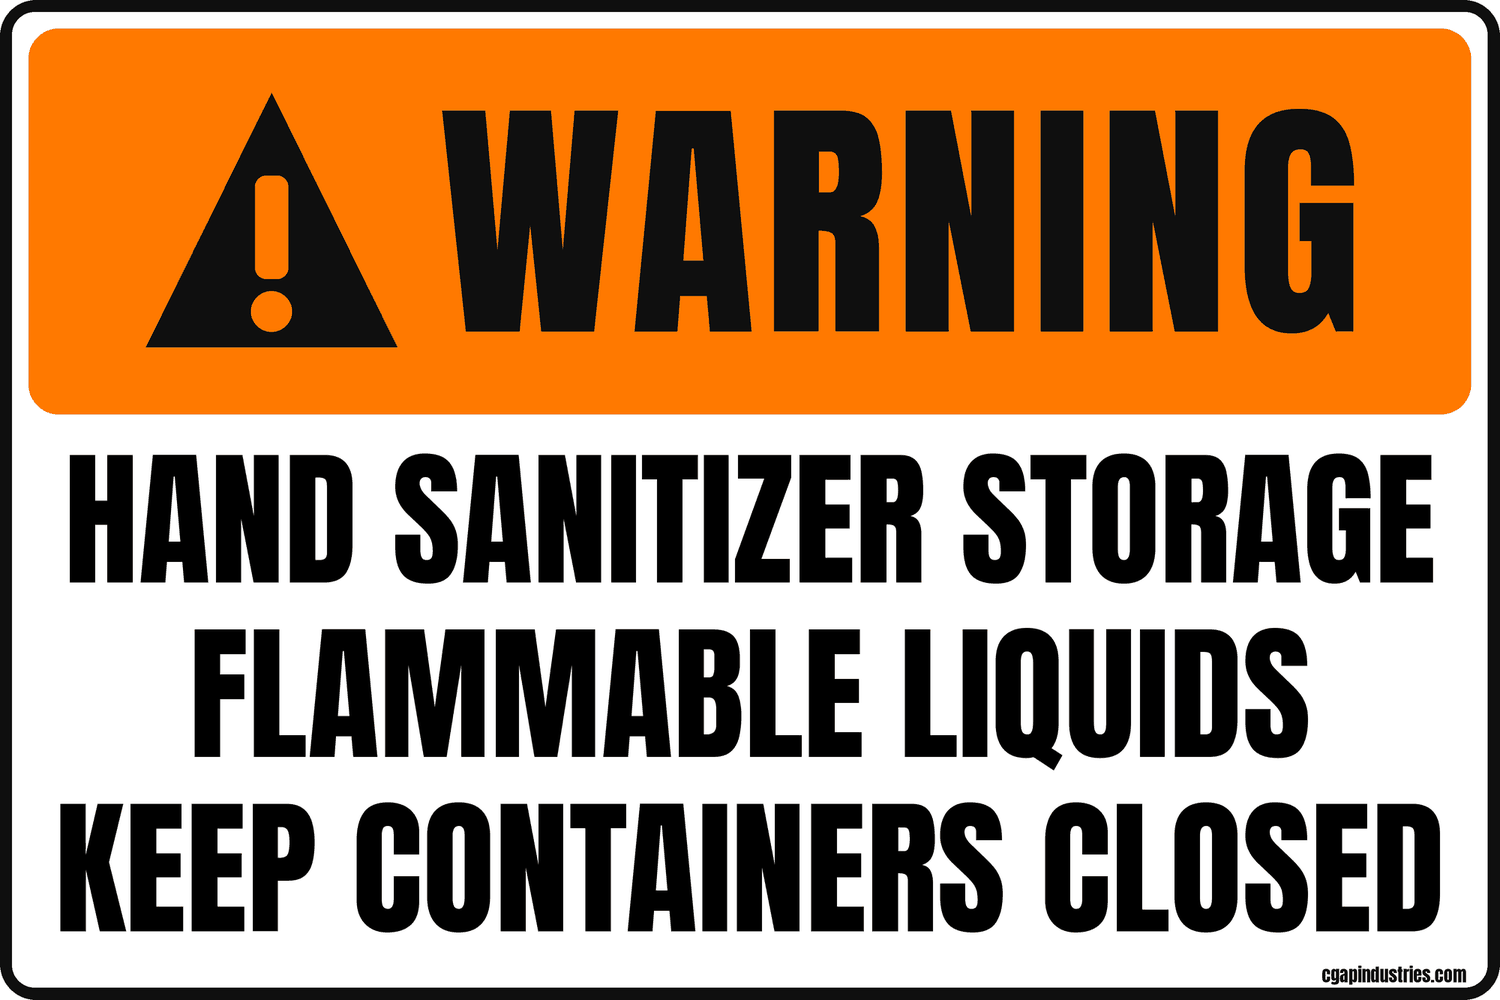 WARNING
HAND SANITIZER STORAGE
FLAMMABLE LIQUIDS
KEEP CONTAINERS CLOSED
cgapindustries.com